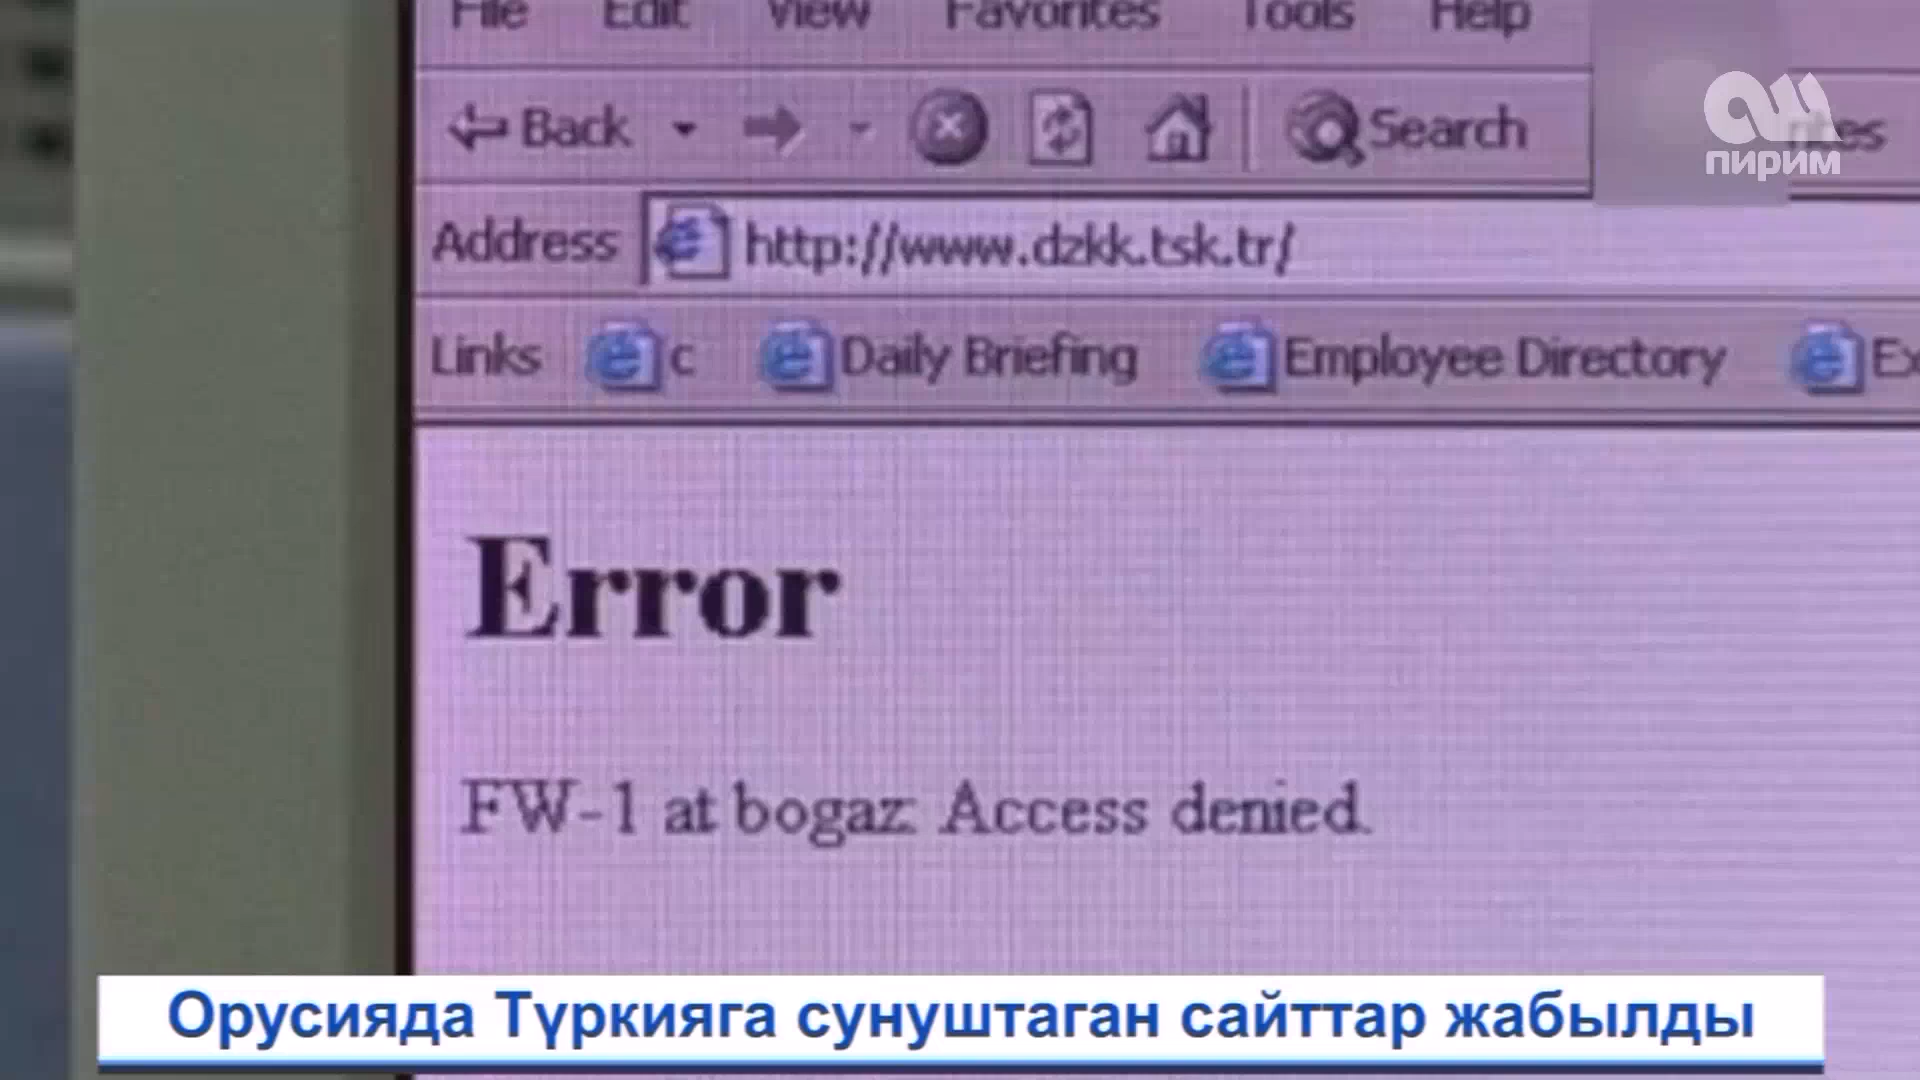 File Edit View Favorites Tools Help
Back Search
пирим
Address http://www.dzkk.tsk.tr/
Links c Daily Briefing Employee Directory
Error
FW-1 at bogaz: Access denied.
Орусияда Түркияга сунуштаган сайттар жабылды